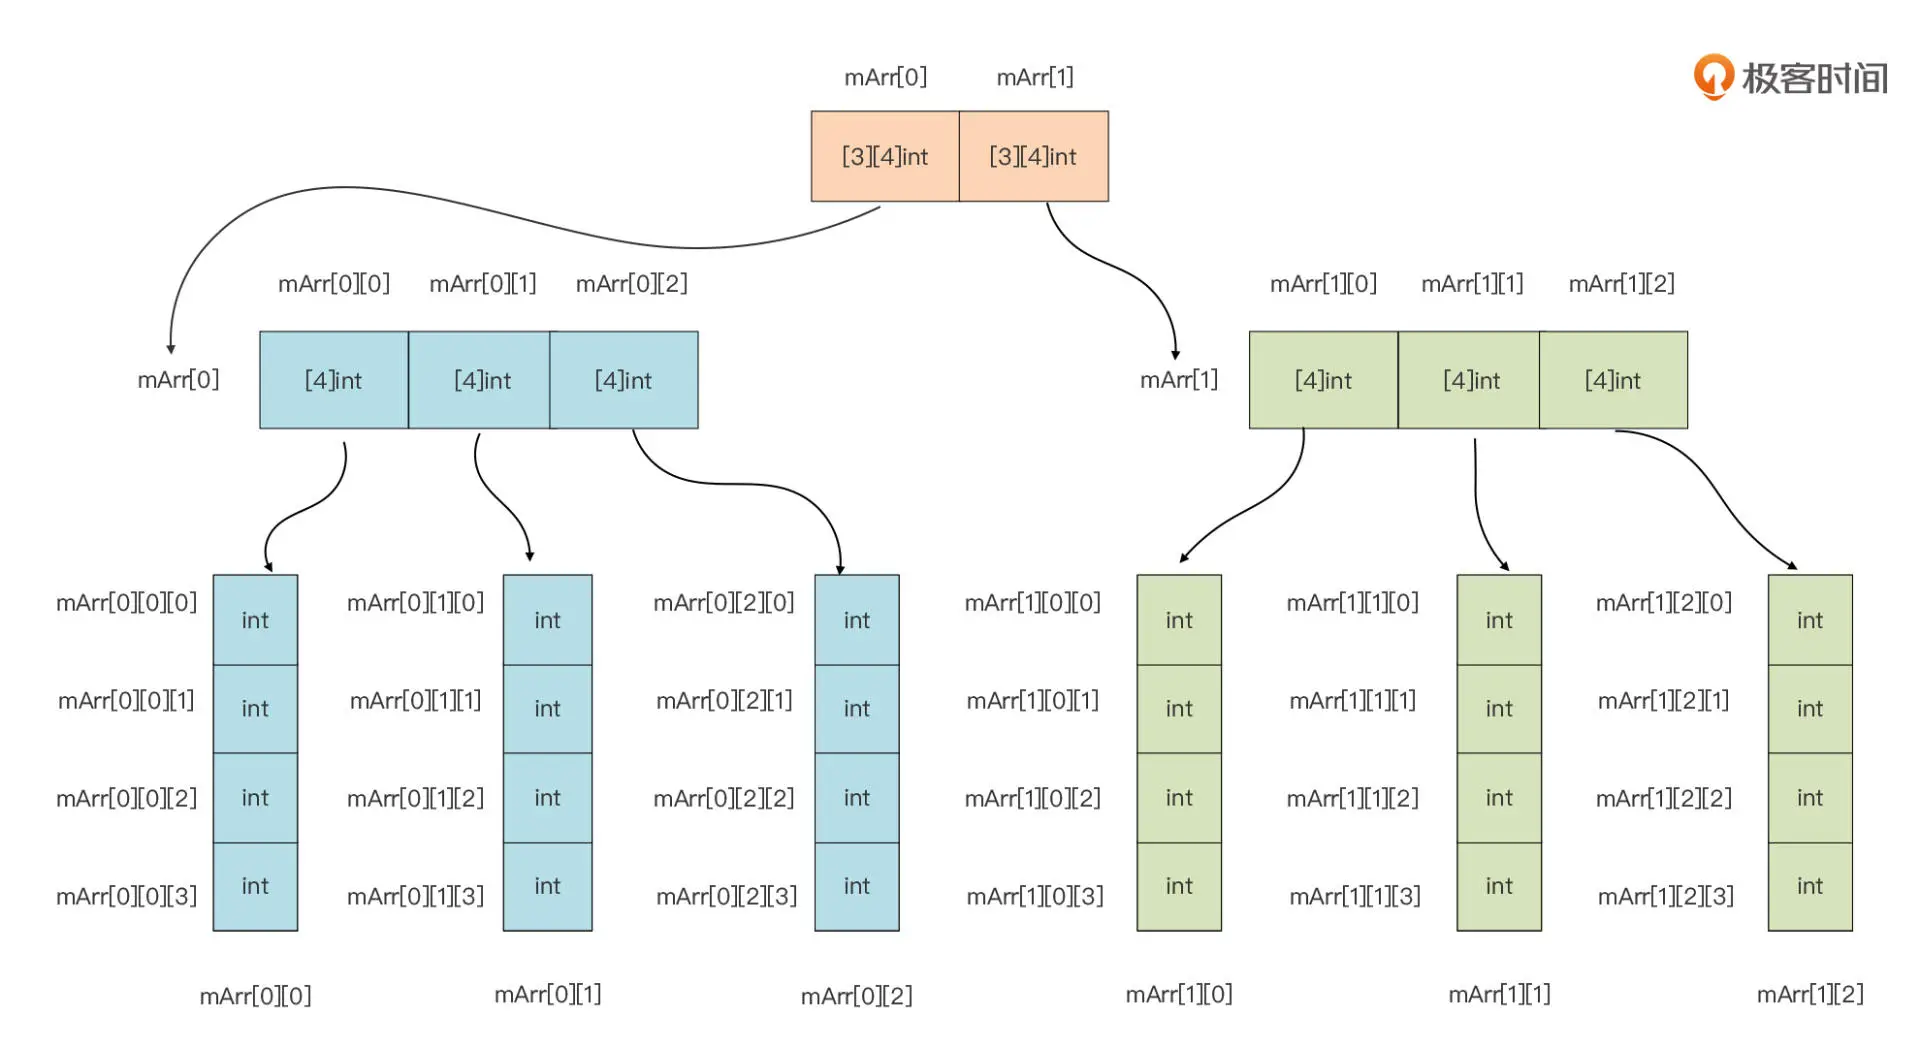 极客时间
mArr[0] mArr[1]
[3][4]int [3][4]int
mArr[0][0] mArr[0][1] mArr[0][2] mArr[1][0] mArr[1][1] mArr[1][2]
mArr[0] [4]int [4]int [4]int mArr[1] [4]int [4]int [4]int
mArr[0][0][0] int mArr[0][1][0] int mArr[0][2][0] int mArr[1][0][0] int mArr[1][1][0] int mArr[1][2][0] int
mArr[0][0][1] int mArr[0][1][1] int mArr[0][2][1] int mArr[1][0][1] int mArr[1][1][1] int mArr[1][2][1] int
mArr[0][0][2] int mArr[0][1][2] int mArr[0][2][2] int mArr[1][0][2] int mArr[1][1][2] int mArr[1][2][2] int
mArr[0][0][3] int mArr[0][1][3] int mArr[0][2][3] int mArr[1][0][3] int mArr[1][1][3] int mArr[1][2][3] int
mArr[0][0] mArr[0][1] mArr[0][2] mArr[1][0] mArr[1][1] mArr[1][2]